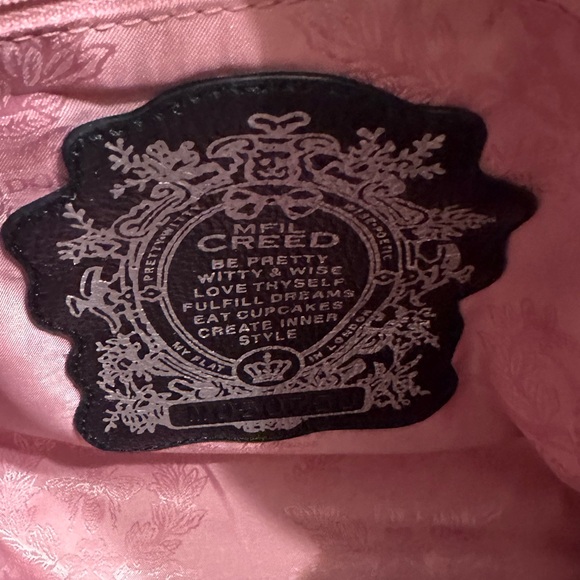 MFIL
CREED
BE PRETTY
WITTY & WISE
LOVE THYSELF
FULFILL DREAMS
EAT CUPCAKES
CREATE INNER
STYLE
PRETTY•WITTY
MY FLAT
IN LONDON